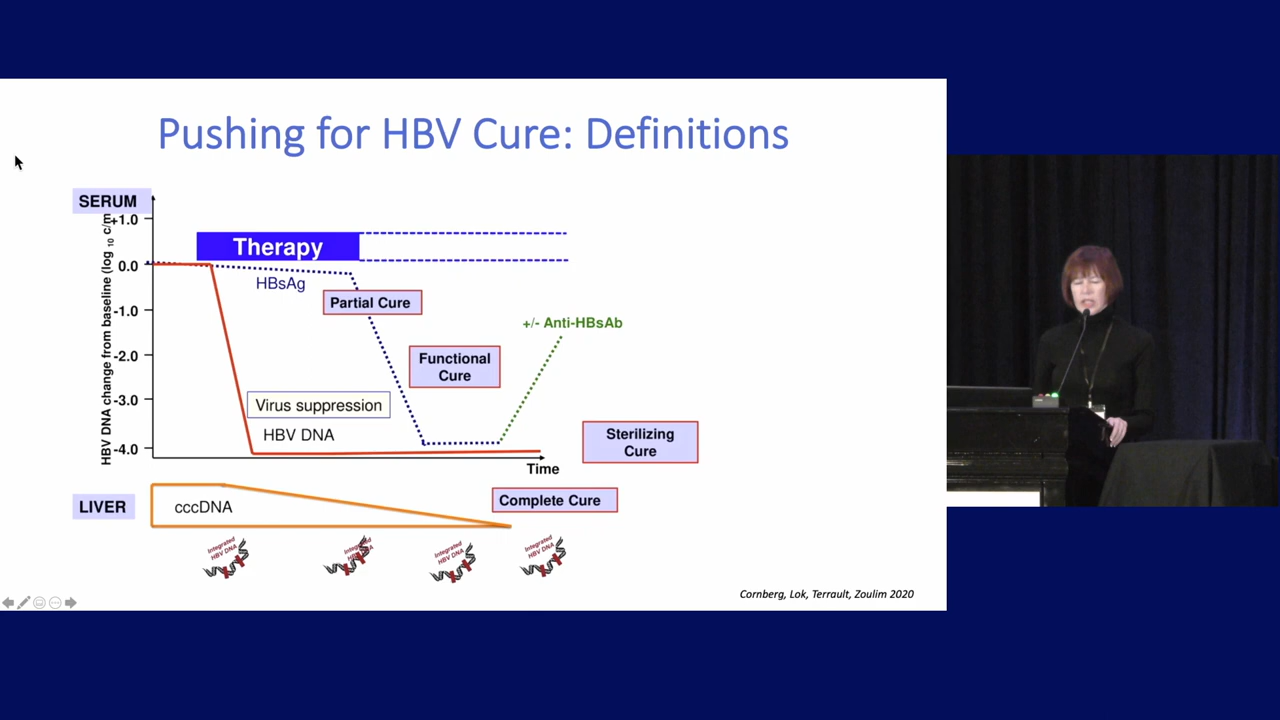 Pushing for HBV Cure: Definitions
SERUM
HBV DNA change from baseline (log 10 c/m
+1.0
0.0
-1.0
-2.0
-3.0
-4.0
Therapy
HBsAg
Partial Cure
+/- Anti-HBsAb
Functional
Cure
Virus suppression
HBV DNA
Sterilizing
Cure
Time
Complete Cure
LIVER
cccDNA
Integrated
HBV DNA
Integrated
HBV DNA
Integrated
HBV DNA
Integrated
HBV DNA
Cornberg, Lok, Terrault, Zoulim 2020